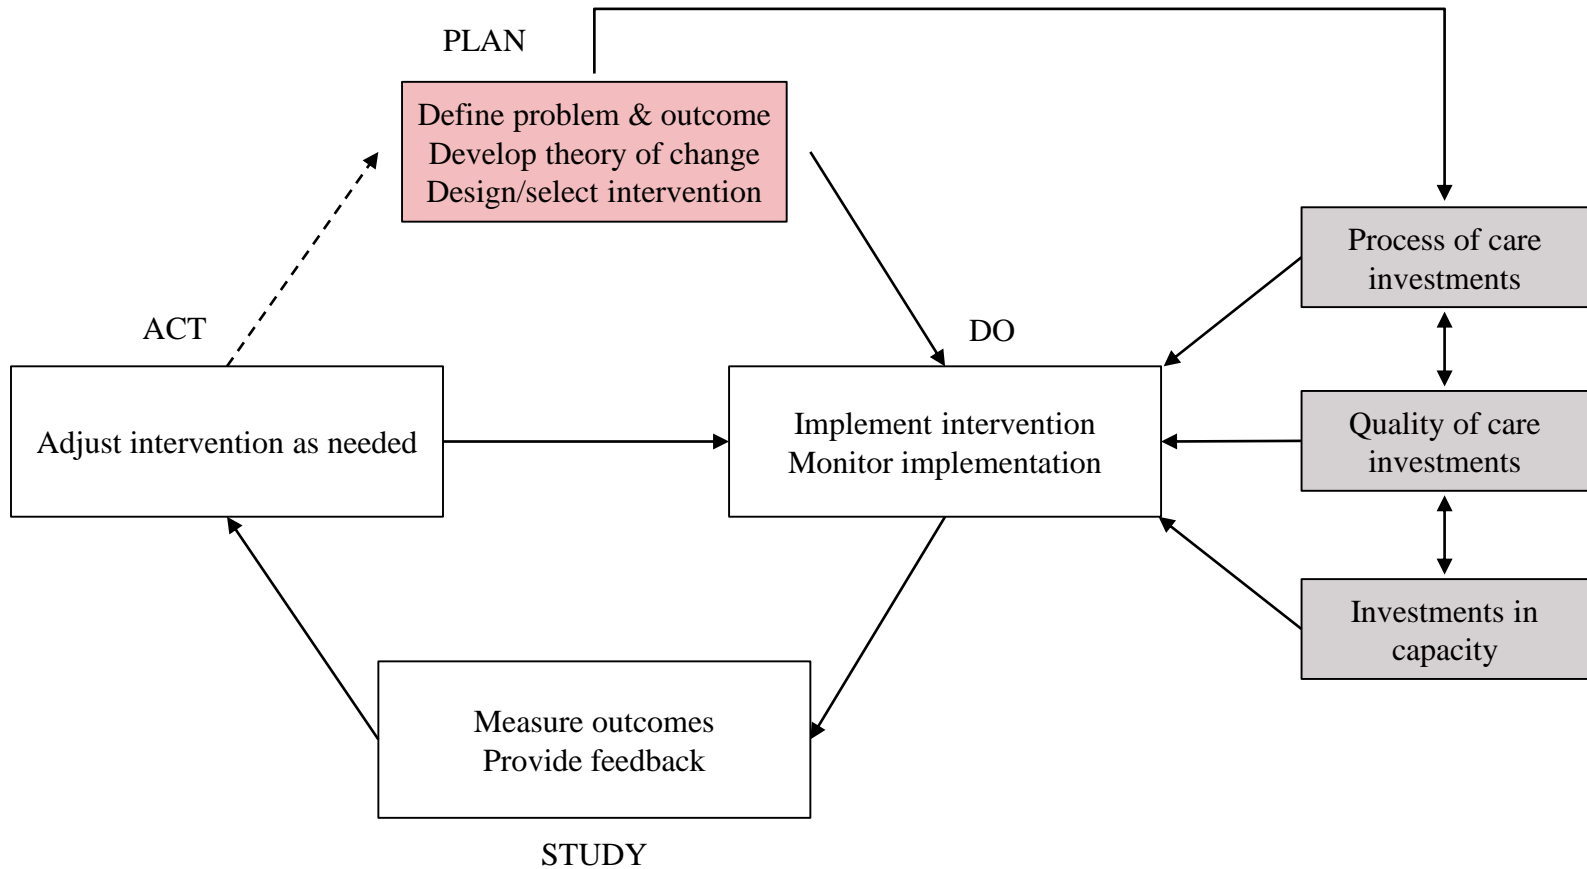 PLAN
Define problem & outcome
Develop theory of change
Design/select intervention
Process of care
investments
ACT
DO
Adjust intervention as needed
Implement intervention
Monitor implementation
Quality of care
investments
Investments in
capacity
Measure outcomes
Provide feedback
STUDY